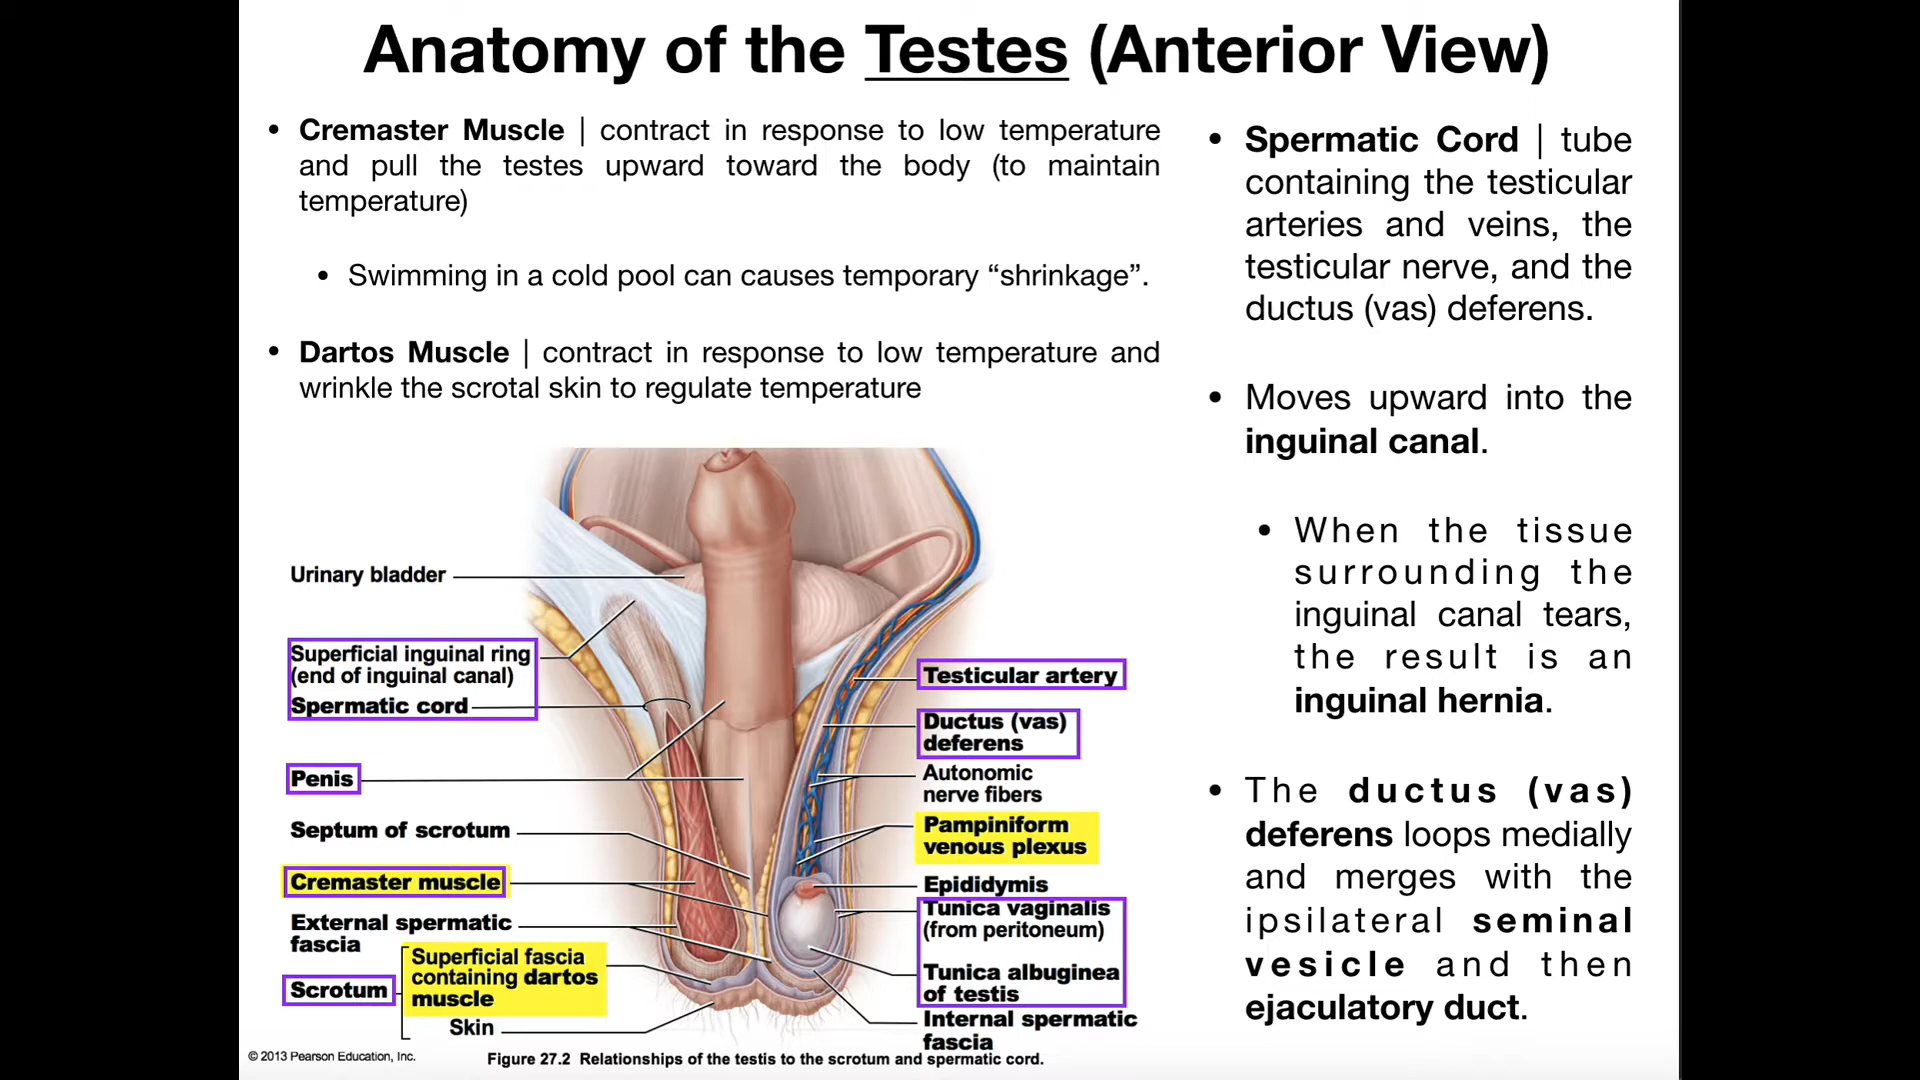 Anatomy of the Testes (Anterior View)
• Cremaster Muscle | contract in response to low temperature
and pull the testes upward toward the body (to maintain
temperature)
• Swimming in a cold pool can causes temporary “shrinkage”.
• Dartos Muscle | contract in response to low temperature and
wrinkle the scrotal skin to regulate temperature
• Spermatic Cord | tube
containing the testicular
arteries and veins, the
testicular nerve, and the
ductus (vas) deferens.
• Moves upward into the
inguinal canal.
• When the tissue
surrounding the
inguinal canal tears,
the result is an
inguinal hernia.
• The ductus (vas)
deferens loops medially
and merges with the
ipsilateral seminal
vesicle and then
ejaculatory duct.
Urinary bladder
Superficial inguinal ring
(end of inguinal canal)
Spermatic cord
Penis
Septum of scrotum
Cremaster muscle
External spermatic
fascia
Superficial fascia
containing dartos
muscle
Scrotum
Skin
Testicular artery
Ductus (vas)
deferens
Autonomic
nerve fibers
Pampiniform
venous plexus
Epididymis
Tunica vaginalis
(from peritoneum)
Tunica albuginea
of testis
Internal spermatic
fascia
© 2013 Pearson Education, Inc.
Figure 27.2 Relationships of the testis to the scrotum and spermatic cord.